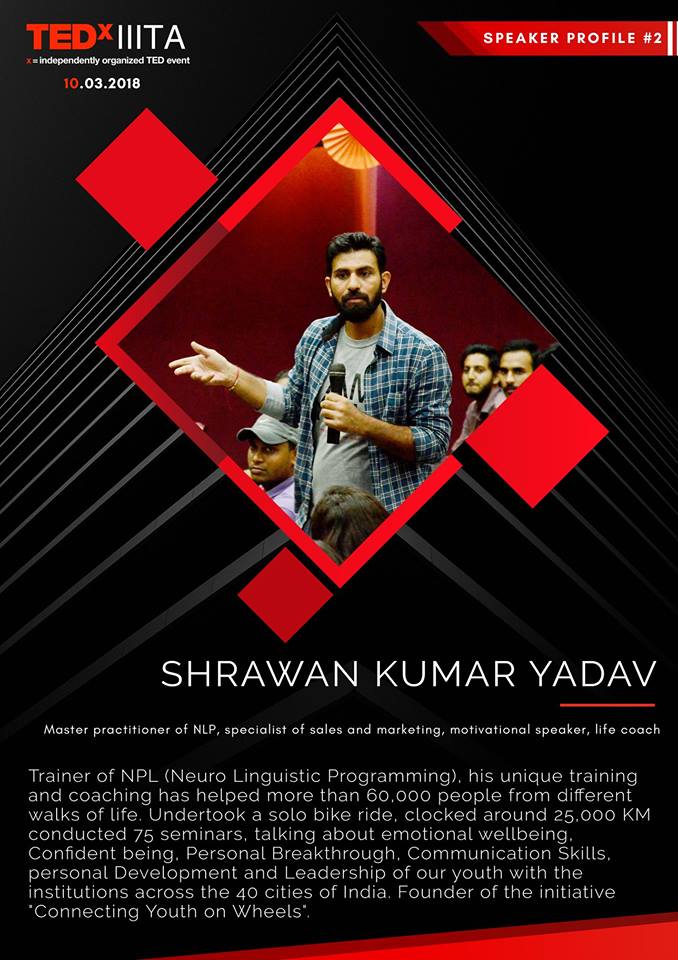 TEDx IIITA
x = independently organized TED event
10.03.2018
SPEAKER PROFILE #2
SHRAWAN KUMAR YADAV
Master practitioner of NLP, specialist of sales and marketing, motivational speaker, life coach
Trainer of NPL (Neuro Linguistic Programming), his unique training
and coaching has helped more than 60,000 people from different
walks of life. Undertook a solo bike ride, clocked around 25,000 KM
conducted 75 seminars, talking about emotional wellbeing,
Confident being, Personal Breakthrough, Communication Skills,
personal Development and Leadership of our youth with the
institutions across the 40 cities of India. Founder of the initiative
"Connecting Youth on Wheels".